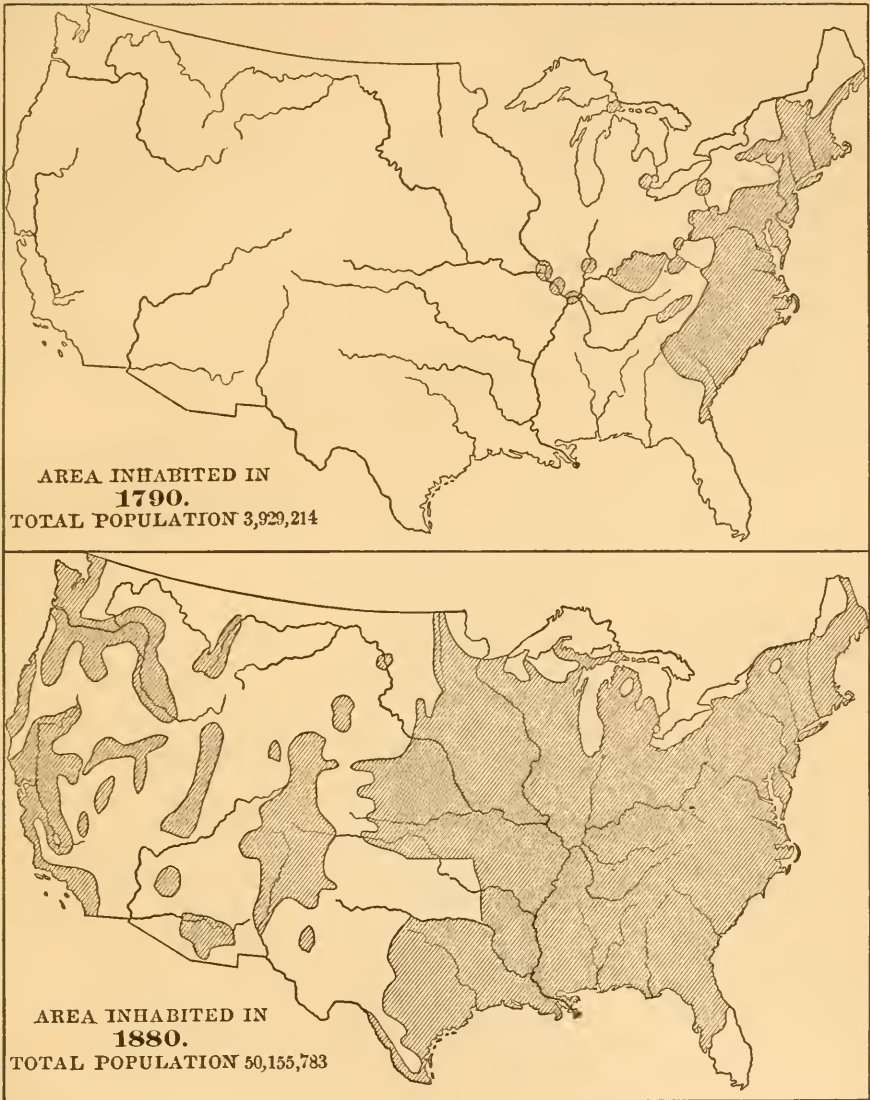 AREA INHABITED IN
1790.
TOTAL POPULATION 3,929,214
AREA INHABITED IN
1880.
TOTAL POPULATION 50,155,783